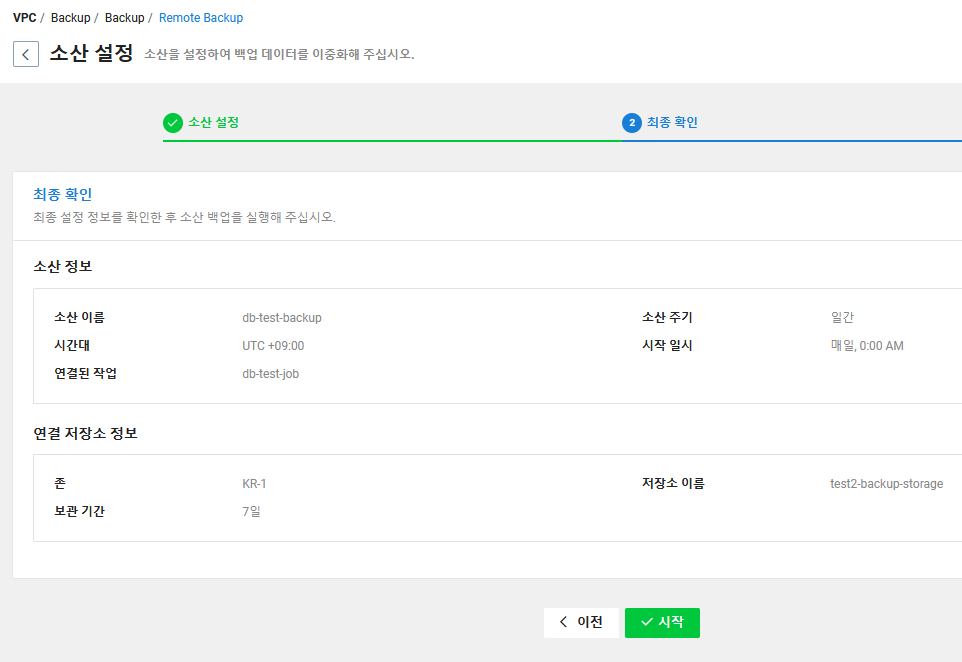 VPC / Backup / Backup / Remote Backup
소산 설정 소산을 설정하여 백업 데이터를 이중화해 주십시오.
소산 설정 2 최종 확인
최종 확인
최종 설정 정보를 확인한 후 소산 백업을 실행해 주십시오.
소산 정보
소산 이름 db-test-backup 소산 주기 일간
시간대 UTC +09:00 시작 일시 매일, 0:00 AM
연결된 작업 db-test-job
연결 저장소 정보
존 KR-1 저장소 이름 test2-backup-storage
보관 기간 7일
이전 시작